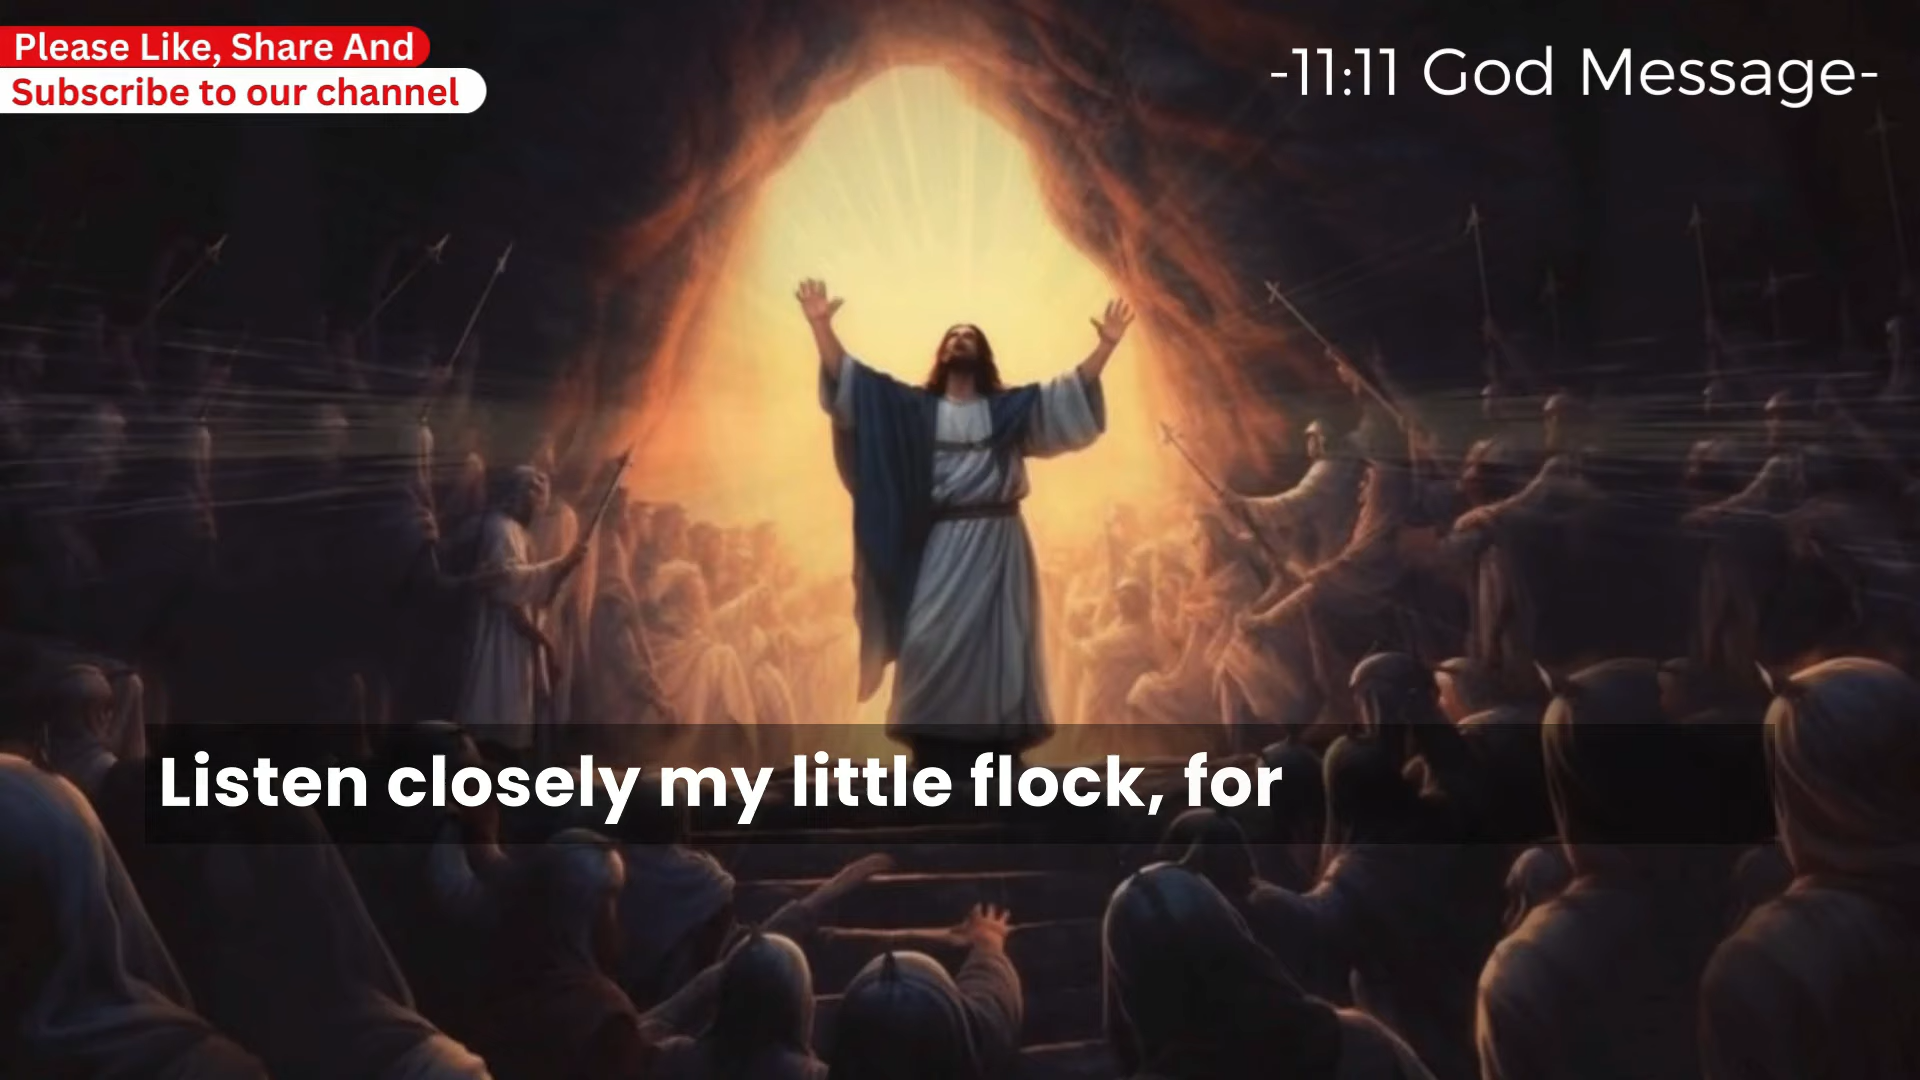 Please Like, Share And
Subscribe to our channel
-11:11 God Message-
Listen closely my little flock, for